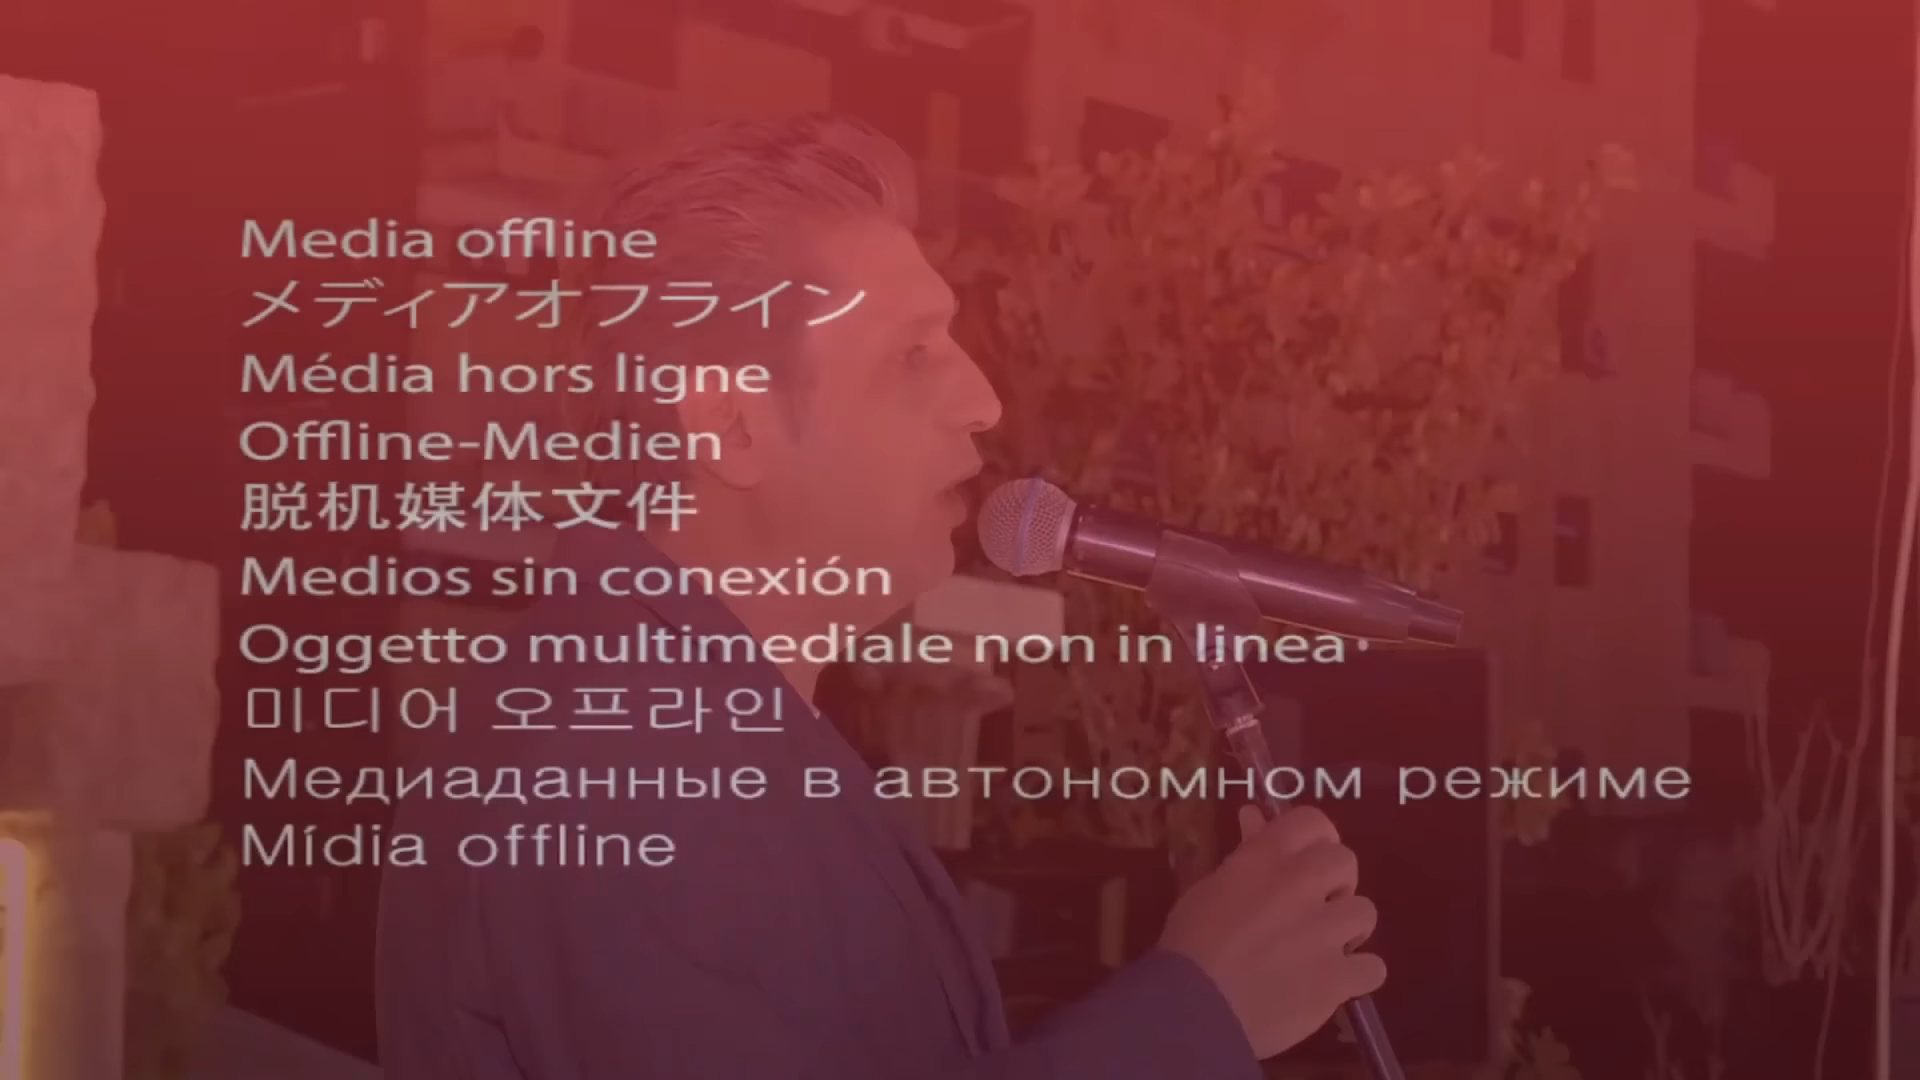 Media offline
メディアオフライン
Média hors ligne
Offline-Medien
脱机媒体文件
Medios sin conexión
Oggetto multimediale non in linea
미디어 오프라인
Медиаданные в автономном режиме
Mídia offline